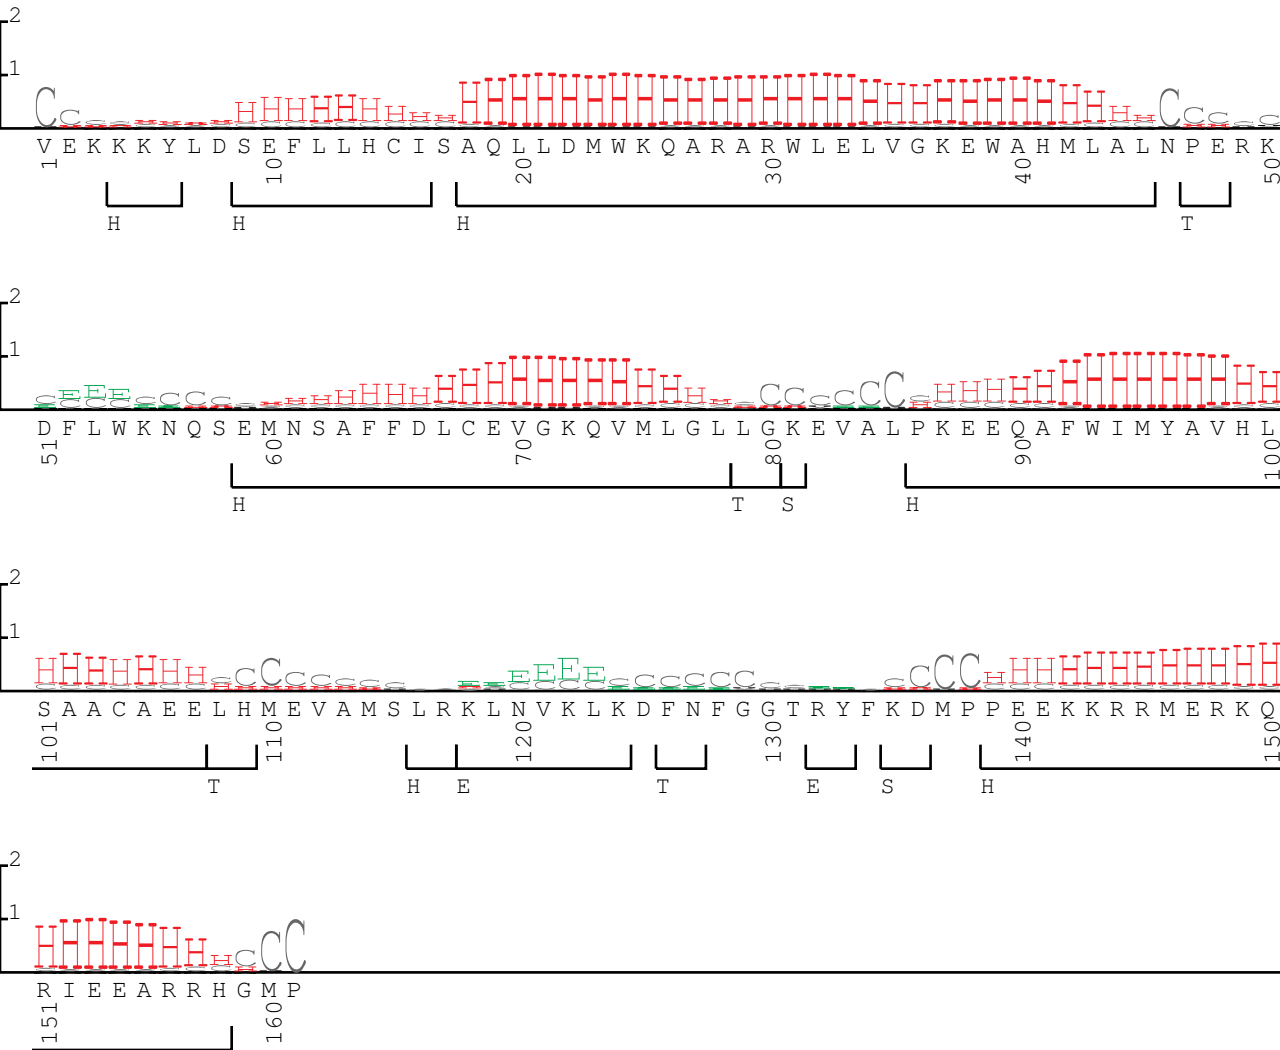 2
1
V E K K K Y L D S E F L L H C I S A Q L L D M W K Q A R A R W L E L V G K E W A H M L A L N P E R K
1 10 20 30 40 50
H H H T
2
1
D F L W K N Q S E M N S A F F D L C E V G K Q V M L G L L G K E V A L P K E E Q A F W I M Y A V H L
51 60 70 80 90 100
H T S H
2
1
S A A C A E E L H M E V A M S L R K L N V K L K D F N F G G T R Y F K D M P P E E K K R R M E R K Q
101 110 120 130 140 150
T H E T E S H
2
1
R I E E A R R H G M P
151 160